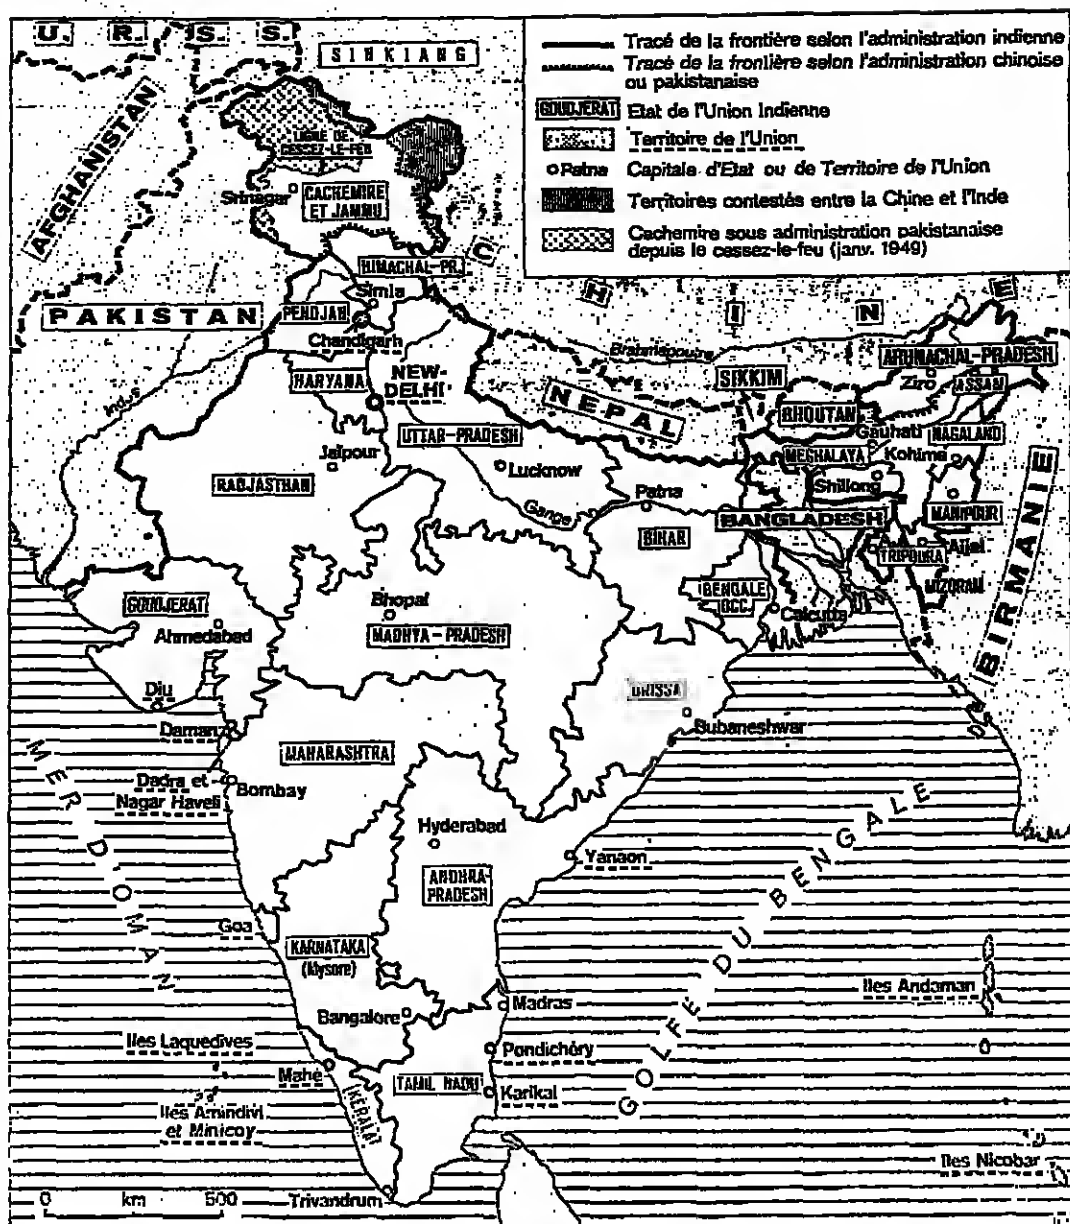 U. R. S. S.
SINKIANG
AFGHANISTAN
Tracé de la frontière selon l'administration indienne
Tracé de la frontière selon l'administration chinoise
ou pakistanaise
GOUDJERAT Etat de l'Union Indienne
Territoire de l'Union
Patna Capitale d'Etat ou de Territoire de l'Union
Territoires contestés entre la Chine et l'Inde
Cachemire sous administration pakistanaise
depuis le cessez-le-feu (janv. 1949)
LIGNE DE
CESSEZ-LE-FEU
Srinagar
CACHEMIRE
ET JAMMU
CHINE
HIMACHAL-PR.
Simla
PAKISTAN
PENDJAB
Chandigarh
Brahmapoutre
ARUNACHAL-PRADESH
Ziro
ASSAM
HARYANA
NEW-
DELHI
SIKKIM
NEPAL
BHOUTAN
Indus
UTTAR-PRADESH
Gauhati
NAGALAND
MEGHALAYA
Kohima
Jaipour
Lucknow
RADJASTHAN
Shillong
Patna
Gange
BANGLADESH
MANIPOUR
BIHAR
Aijal
TRIPOURA
MIZORAM
BIRMANIE
GOUDJERAT
Ahmedabad
Bhopal
MADHYA-PRADESH
BENGALE
OCC.
Calcutta
Diu
ORISSA
Daman
Bubaneshwar
MAHARASHTRA
Dadra et
Nagar Haveli
Bombay
MER D'OMAN
Hyderabad
Yanaon
ANDHRA-
PRADESH
GOLFE DU BENGALE
Goa
KARNATAKA
(Mysore)
Iles Andaman
Bangalore
Madras
Iles Laquedives
Pondichéry
Mahé
TAMIL NADU
Karikal
KERALA
Iles Amindivi
et Minicoy
Iles Nicobar
Trivandrum
0 km 500